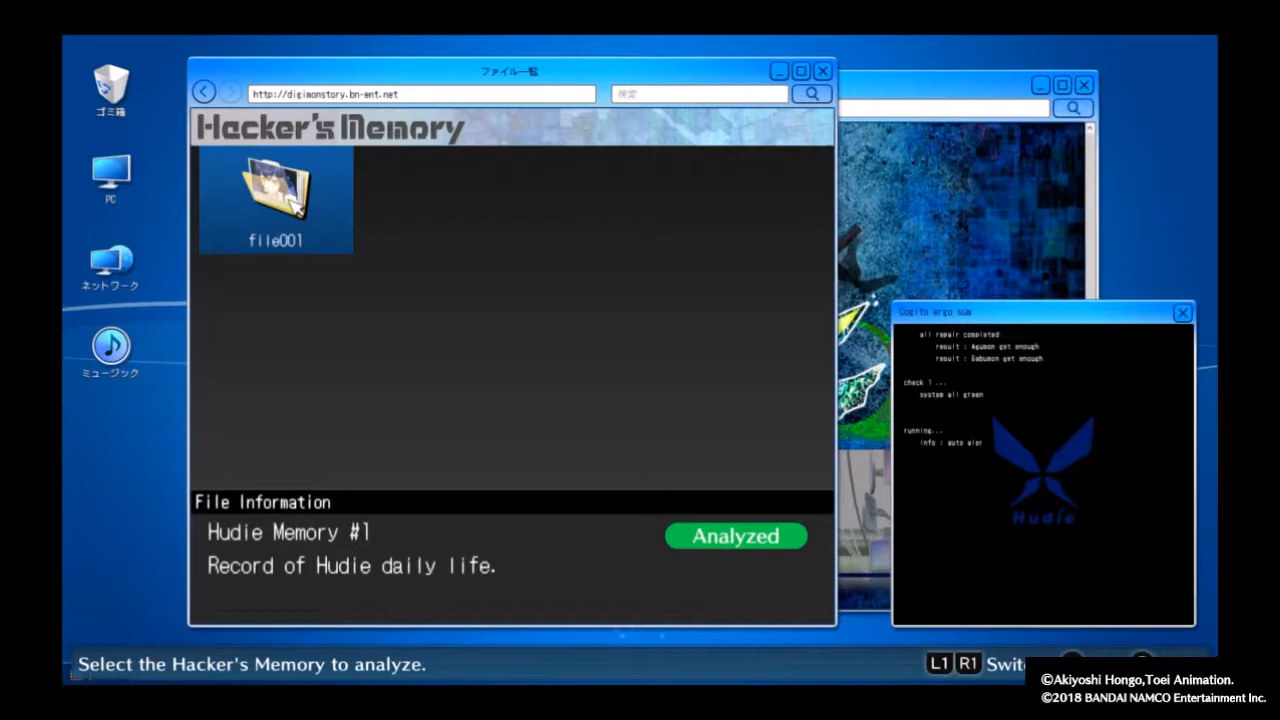 ゴミ箱
PC
ネットワーク
ミュージック
ファイル一覧
http://digimonstory.bn-ent.net
検索
Hacker's Memory
file001
File Information
Hudie Memory #1
Analyzed
Record of Hudie daily life.
Cogito ergo sum
all repair completed
result : Agumon get enough
result : Gabumon get enough
check 1 ...
system all green
running...
info : auto aler
Hudie
Select the Hacker's Memory to analyze.
L1 R1 Swit
©Akiyoshi Hongo,Toei Animation.
©2018 BANDAI NAMCO Entertainment Inc.